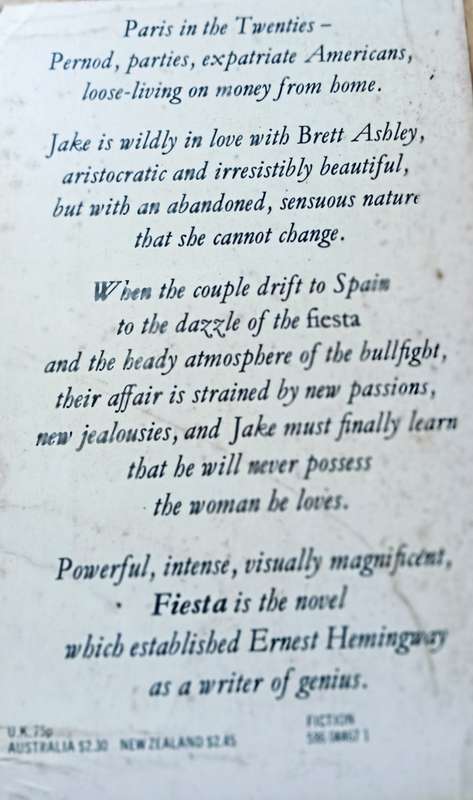 Paris in the Twenties –
Pernod, parties, expatriate Americans,
loose-living on money from home.
Jake is wildly in love with Brett Ashley,
aristocratic and irresistibly beautiful,
but with an abandoned, sensuous nature
that she cannot change.
When the couple drift to Spain
to the dazzle of the fiesta
and the heady atmosphere of the bullfight,
their affair is strained by new passions,
new jealousies, and Jake must finally learn
that he will never possess
the woman he loves.
Powerful, intense, visually magnificent,
Fiesta is the novel
which established Ernest Hemingway
as a writer of genius.
U.K. 75p
AUSTRALIA $2.30 NEW ZEALAND $2.45
FICTION